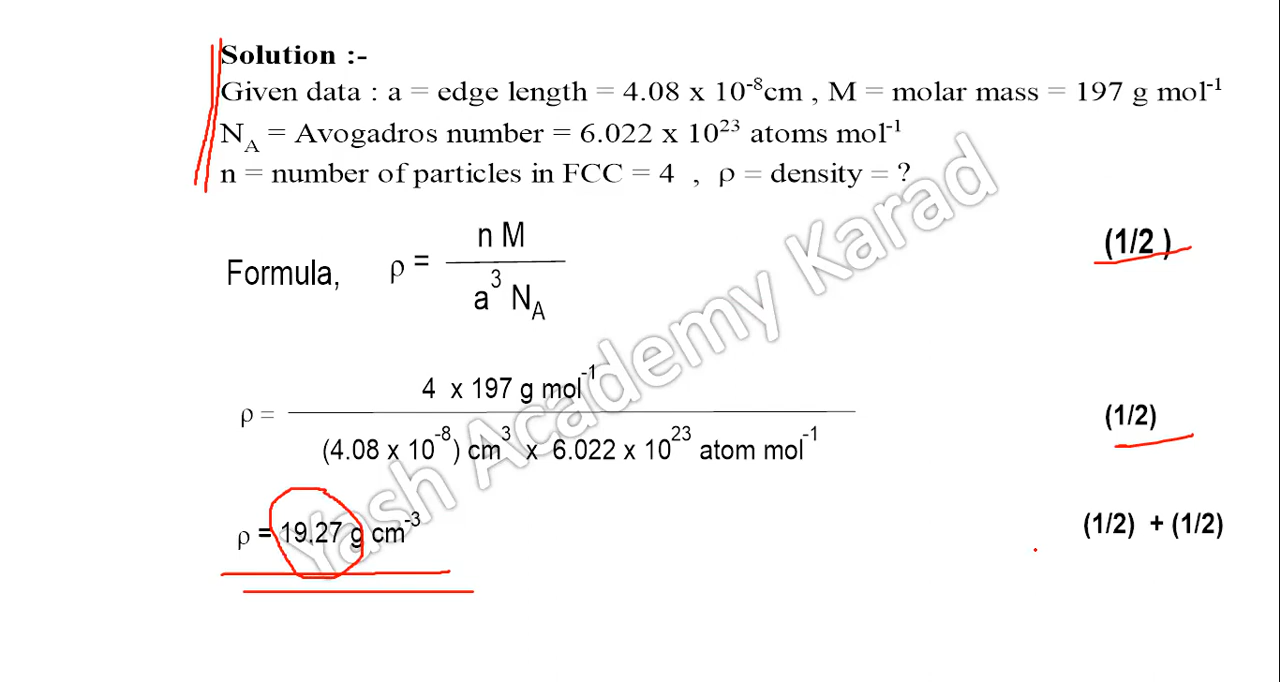 Solution :-
Given data : a = edge length = 4.08 x 10⁻⁸cm , M = molar mass = 197 g mol⁻¹
N_A = Avogadros number = 6.022 x 10²³ atoms mol⁻¹
n = number of particles in FCC = 4 , ρ = density = ?
Formula, ρ = n M / a³ N_A (1/2)
ρ = 4 x 197 g mol⁻¹ / (4.08 x 10⁻⁸) cm³ x 6.022 x 10²³ atom mol⁻¹ (1/2)
ρ = 19.27 g cm⁻³ (1/2) + (1/2)
Yash Academy Karad